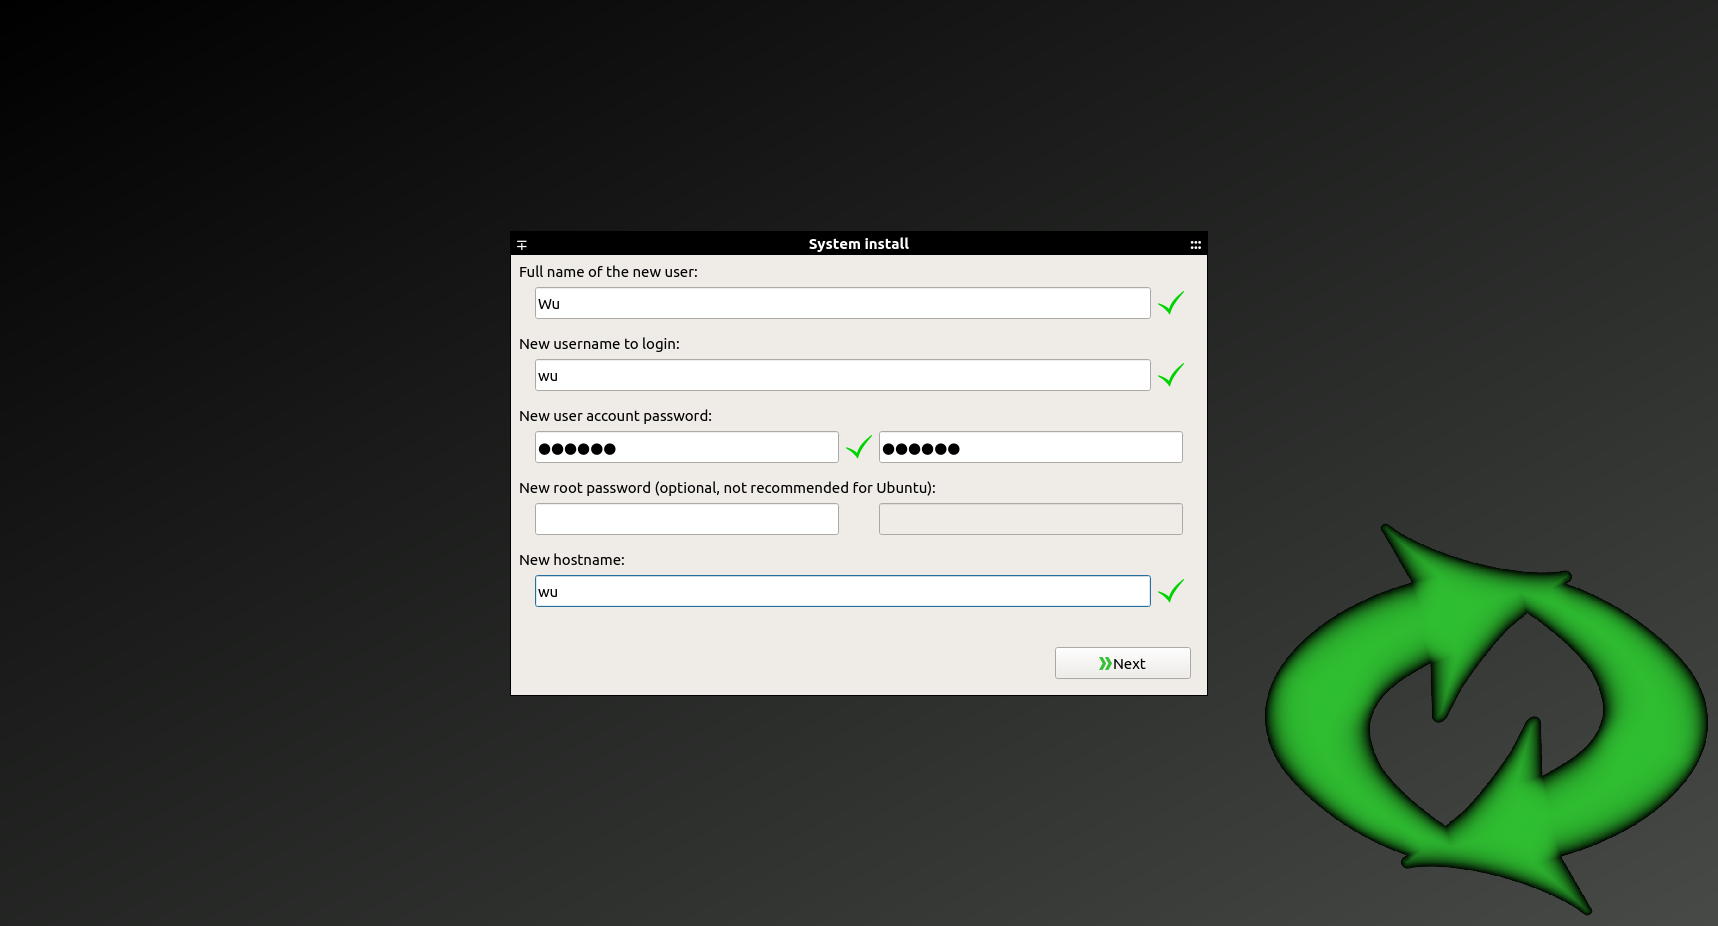 System install
Full name of the new user:
Wu
New username to login:
wu
New user account password:
●●●●●● ●●●●●●
New root password (optional, not recommended for Ubuntu):
New hostname:
wu
Next